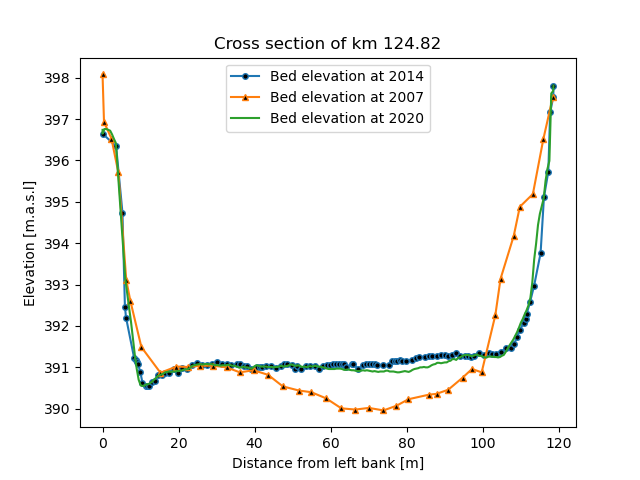 Cross section of km 124.82
Bed elevation at 2014
Bed elevation at 2007
Bed elevation at 2020
Elevation [m.a.s.l]
398
397
396
395
394
393
392
391
390
0 20 40 60 80 100 120
Distance from left bank [m]